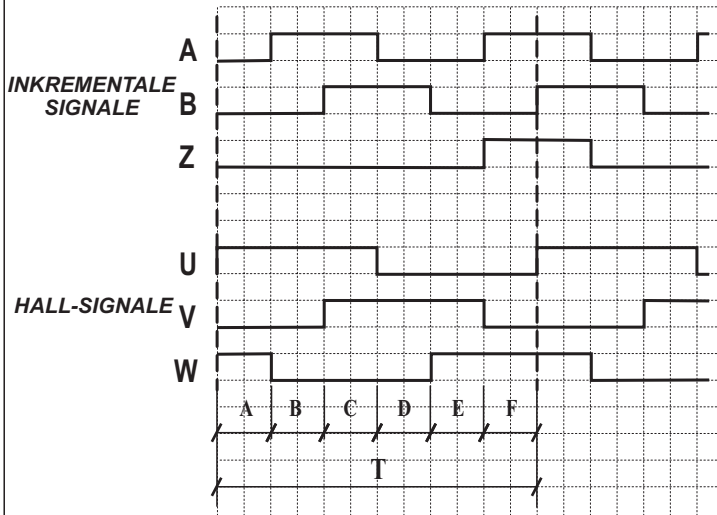 A
INKREMENTALE
SIGNALE
B
Z
U
HALL-SIGNALE
V
W
A B C D E F
T